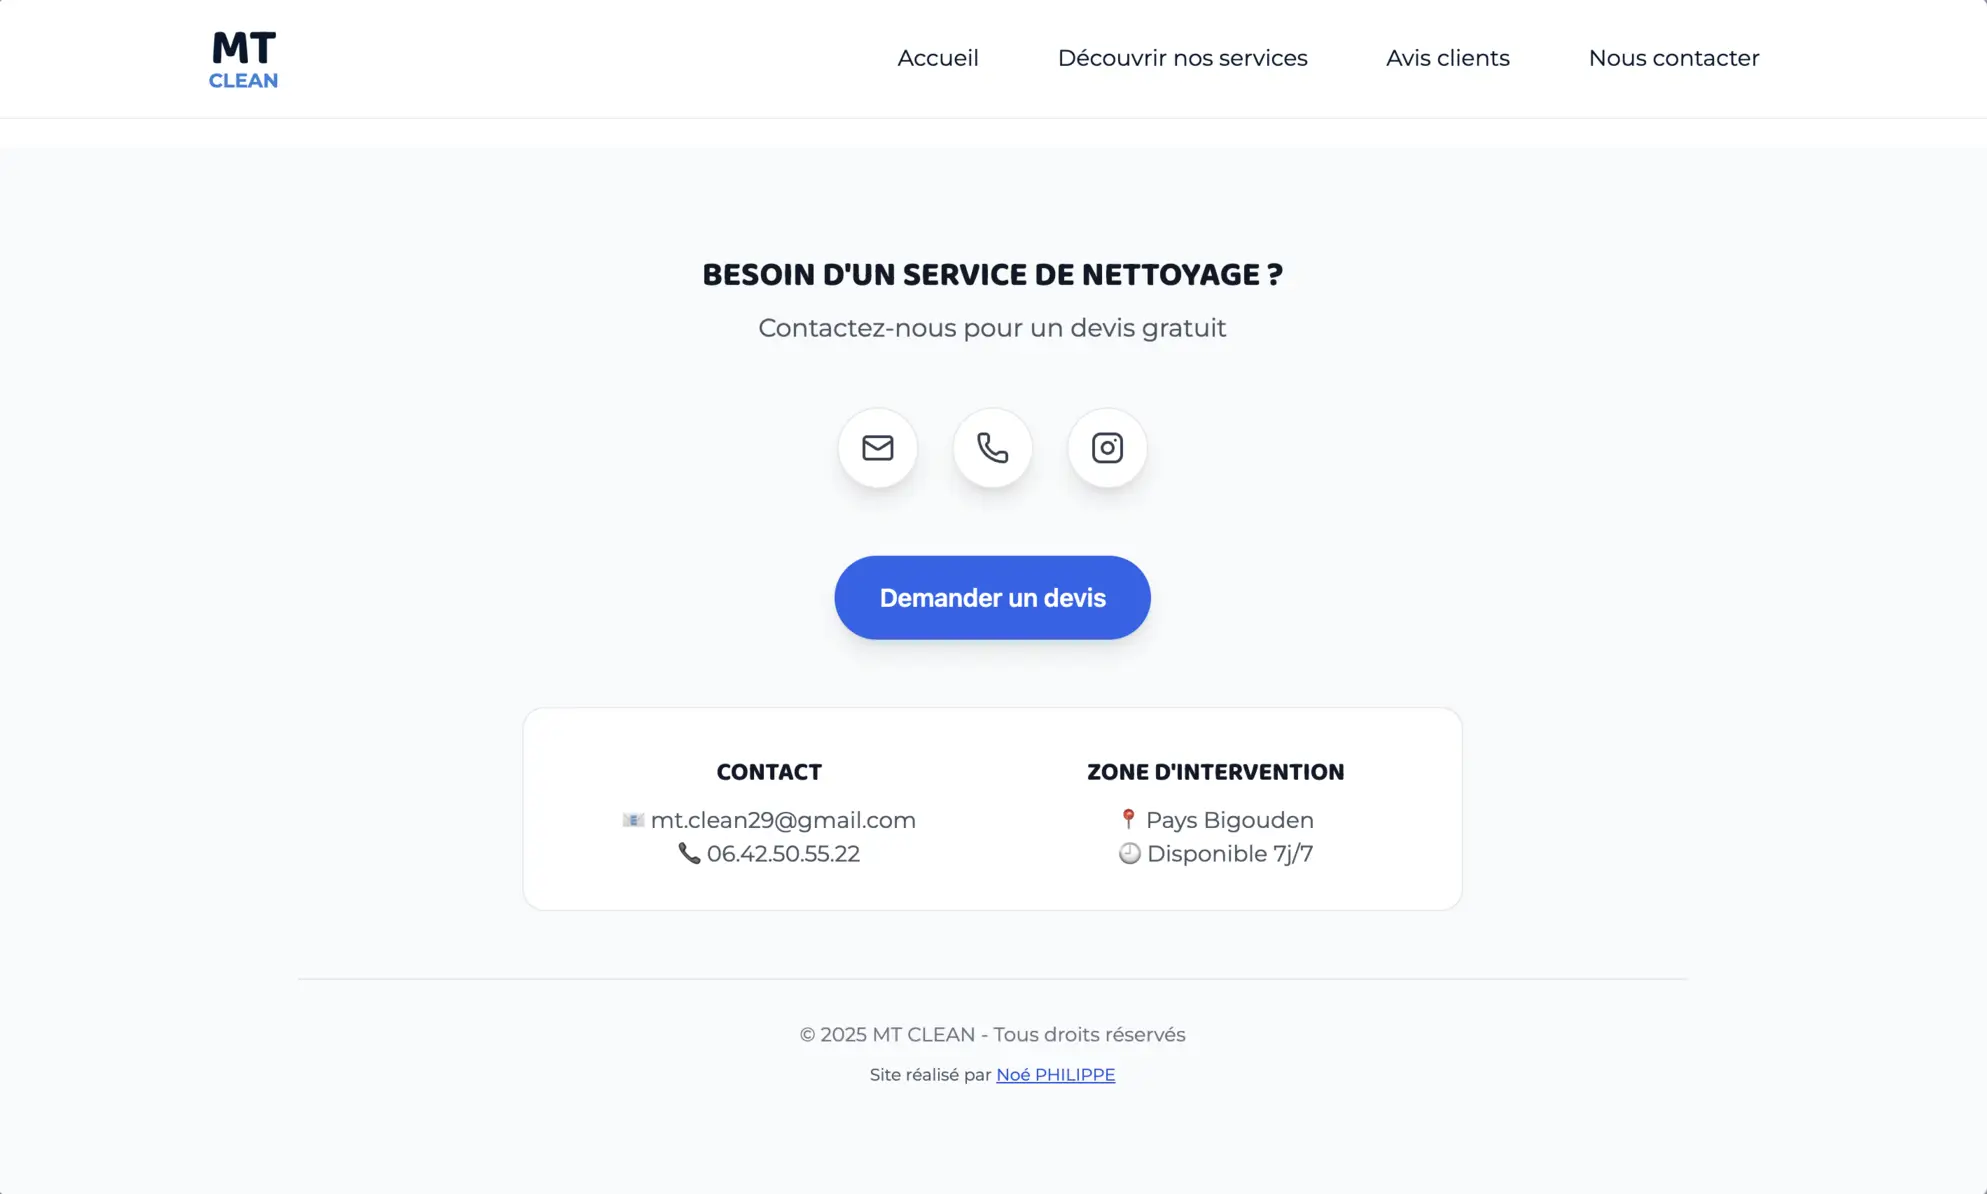 MT
CLEAN
Accueil
Découvrir nos services
Avis clients
Nous contacter
BESOIN D'UN SERVICE DE NETTOYAGE ?
Contactez-nous pour un devis gratuit
Demander un devis
CONTACT
📧 mt.clean29@gmail.com
📞 06.42.50.55.22
ZONE D'INTERVENTION
📍 Pays Bigouden
🕘 Disponible 7j/7
© 2025 MT CLEAN - Tous droits réservés
Site réalisé par Noé PHILIPPE